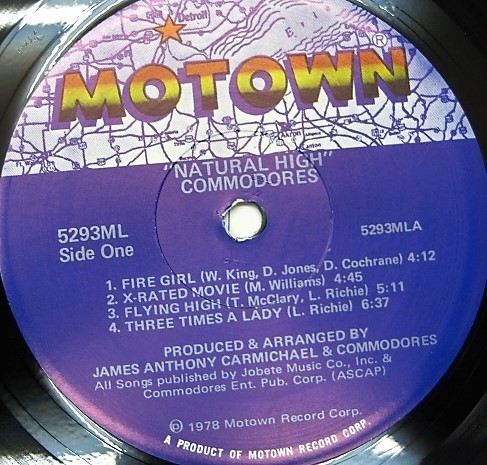 Detroit
MOTOWN®
Akron
Canton
"NATURAL HIGH"
COMMODORES
5293ML
Side One
5293MLA
1. FIRE GIRL (W. King, D. Jones, D. Cochrane) 4:12
2. X-RATED MOVIE (M. Williams) 4:45
3. FLYING HIGH (T. McClary, L. Richie) 5:11
4. THREE TIMES A LADY (L. Richie) 6:37
PRODUCED & ARRANGED BY
JAMES ANTHONY CARMICHAEL & COMMODORES
All Songs published by Jobete Music Co., Inc. &
Commodores Ent. Pub. Corp. (ASCAP)
℗ 1978 Motown Record Corp.
A PRODUCT OF MOTOWN RECORD CORP.